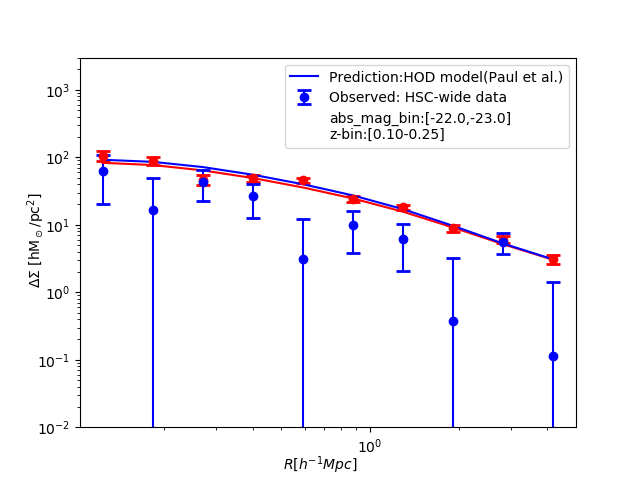 Prediction:HOD model(Paul et al.)
Observed: HSC-wide data
abs_mag_bin:[-22.0,-23.0]
z-bin:[0.10-0.25]
ΔΣ [hM⊙/pc²]
10³
10²
10¹
10⁰
10⁻¹
10⁻²
10⁰
R[h⁻¹Mpc]